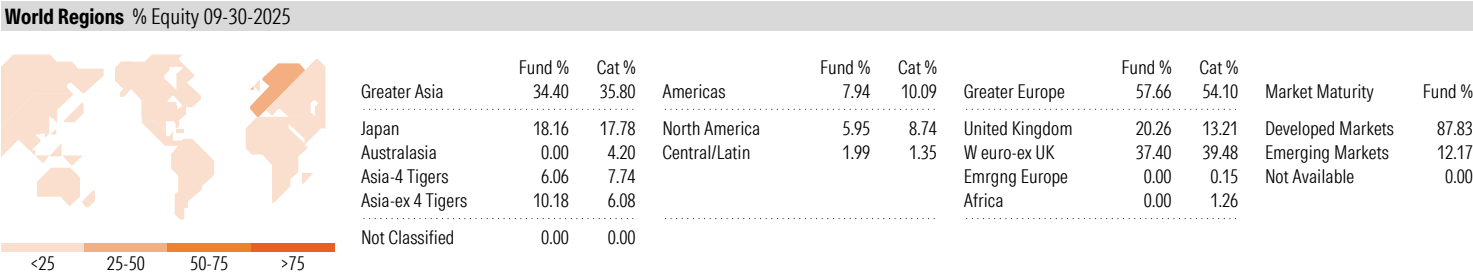 World Regions % Equity 09-30-2025
Fund % Cat % Fund % Cat % Fund % Cat %
Greater Asia 34.40 35.80 Americas 7.94 10.09 Greater Europe 57.66 54.10 Market Maturity Fund %
Japan 18.16 17.78 North America 5.95 8.74 United Kingdom 20.26 13.21 Developed Markets 87.83
Australasia 0.00 4.20 Central/Latin 1.99 1.35 W euro-ex UK 37.40 39.48 Emerging Markets 12.17
Asia-4 Tigers 6.06 7.74 Emrgng Europe 0.00 0.15 Not Available 0.00
Asia-ex 4 Tigers 10.18 6.08 Africa 0.00 1.26
Not Classified 0.00 0.00
<25 25-50 50-75 >75